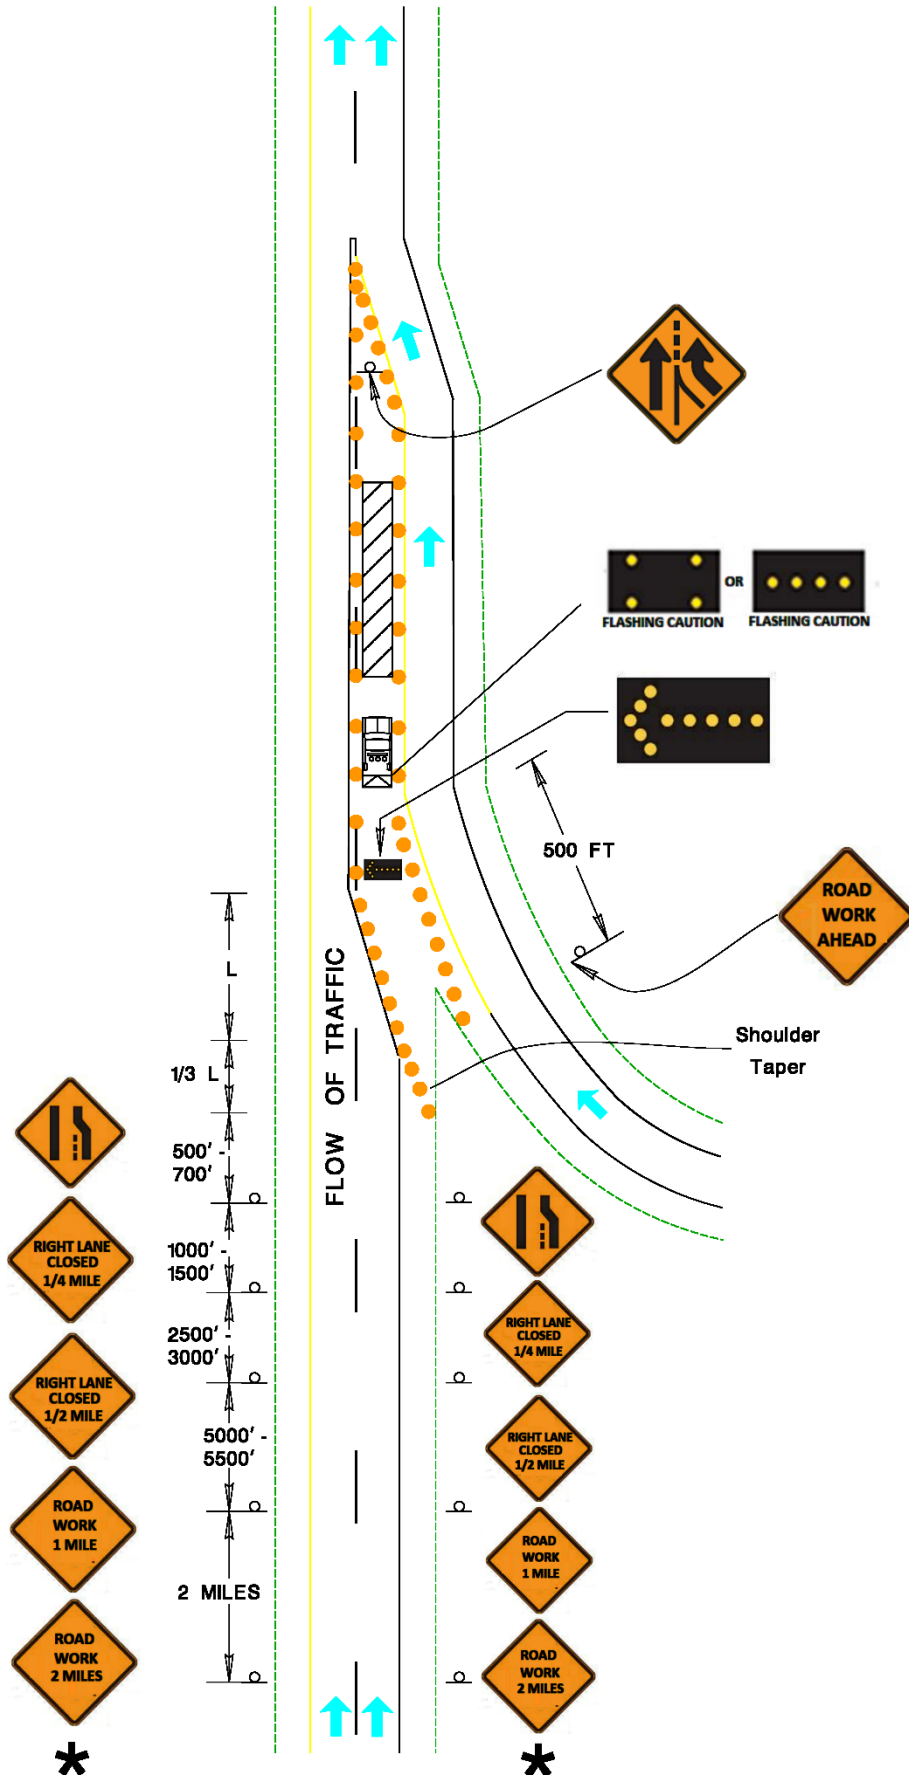 OR
FLASHING CAUTION
FLASHING CAUTION
500 FT
ROAD
WORK
AHEAD
L
FLOW OF TRAFFIC
1/3 L
Shoulder
Taper
500' -
700'
1000' -
1500'
RIGHT LANE
CLOSED
1/4 MILE
RIGHT LANE
CLOSED
1/4 MILE
2500' -
3000'
RIGHT LANE
CLOSED
1/2 MILE
RIGHT LANE
CLOSED
1/2 MILE
5000' -
5500'
ROAD
WORK
1 MILE
ROAD
WORK
1 MILE
2 MILES
ROAD
WORK
2 MILES
ROAD
WORK
2 MILES
* *